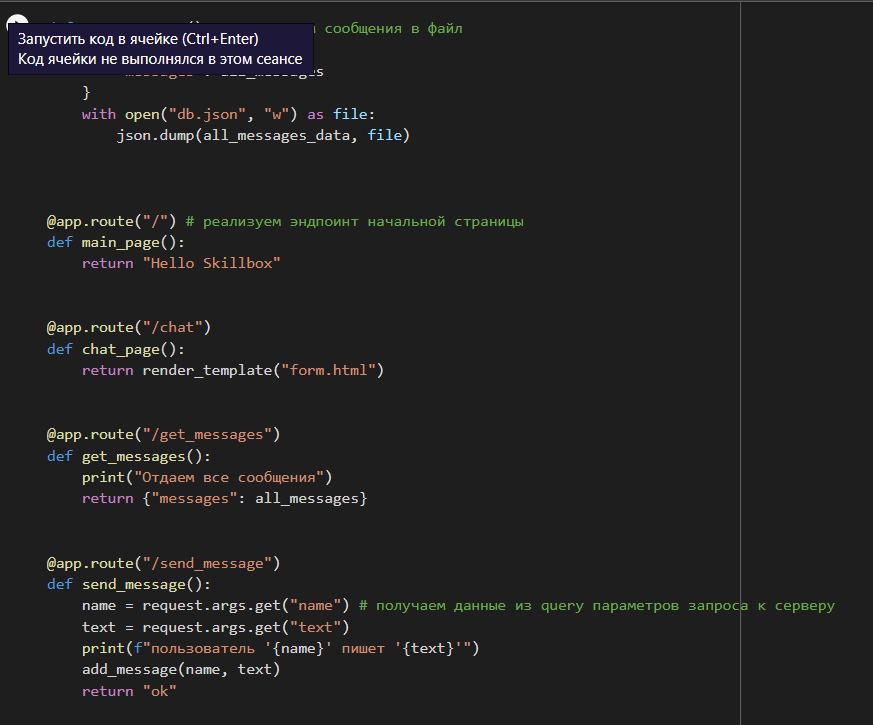 сообщения в файл
Запустить код в ячейке (Ctrl+Enter)
Код ячейки не выполнялся в этом сеансе
}
with open("db.json", "w") as file:
json.dump(all_messages_data, file)
@app.route("/") # реализуем эндпоинт начальной страницы
def main_page():
return "Hello Skillbox"
@app.route("/chat")
def chat_page():
return render_template("form.html")
@app.route("/get_messages")
def get_messages():
print("Отдаем все сообщения")
return {"messages": all_messages}
@app.route("/send_message")
def send_message():
name = request.args.get("name") # получаем данные из query параметров запроса к серверу
text = request.args.get("text")
print(f"пользователь '{name}' пишет '{text}'")
add_message(name, text)
return "ok"